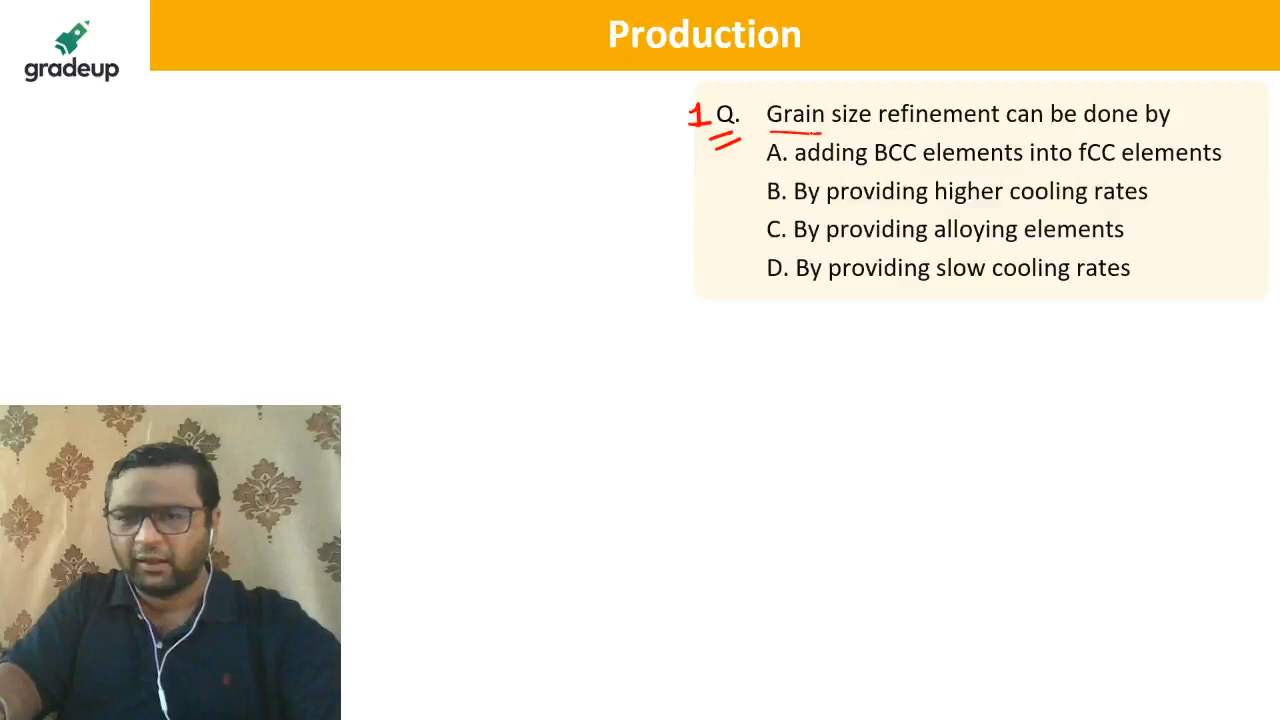 Production
gradeup
1 Q. Grain size refinement can be done by
A. adding BCC elements into fCC elements
B. By providing higher cooling rates
C. By providing alloying elements
D. By providing slow cooling rates